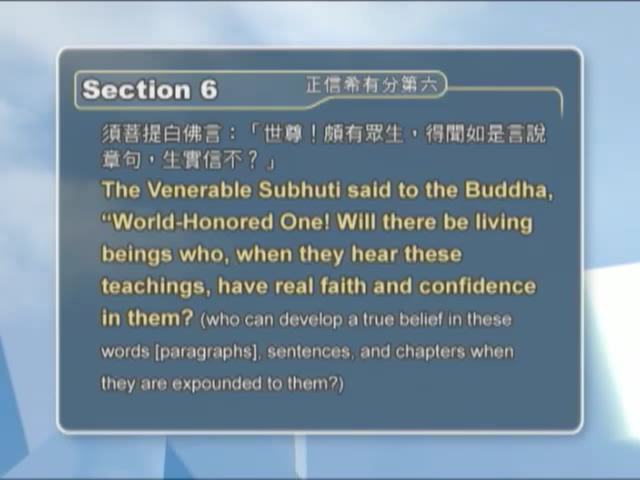 Section 6
正信希有分第六
須菩提白佛言：「世尊！頗有眾生，得聞如是言說
章句，生實信不？」
The Venerable Subhuti said to the Buddha,
“World-Honored One! Will there be living
beings who, when they hear these
teachings, have real faith and confidence
in them? (who can develop a true belief in these
words [paragraphs], sentences, and chapters when
they are expounded to them?)